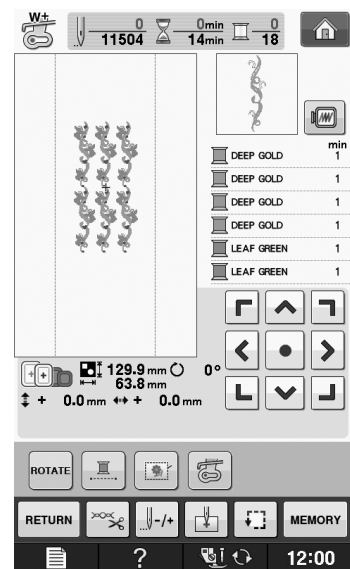 W+
0 0min 0
11504 14min 18
min
DEEP GOLD 1
DEEP GOLD 1
DEEP GOLD 1
DEEP GOLD 1
LEAF GREEN 1
LEAF GREEN 1
129.9 mm 0°
63.8 mm
+ 0.0 mm + 0.0 mm
ROTATE
RETURN -/+ MEMORY
? 12:00